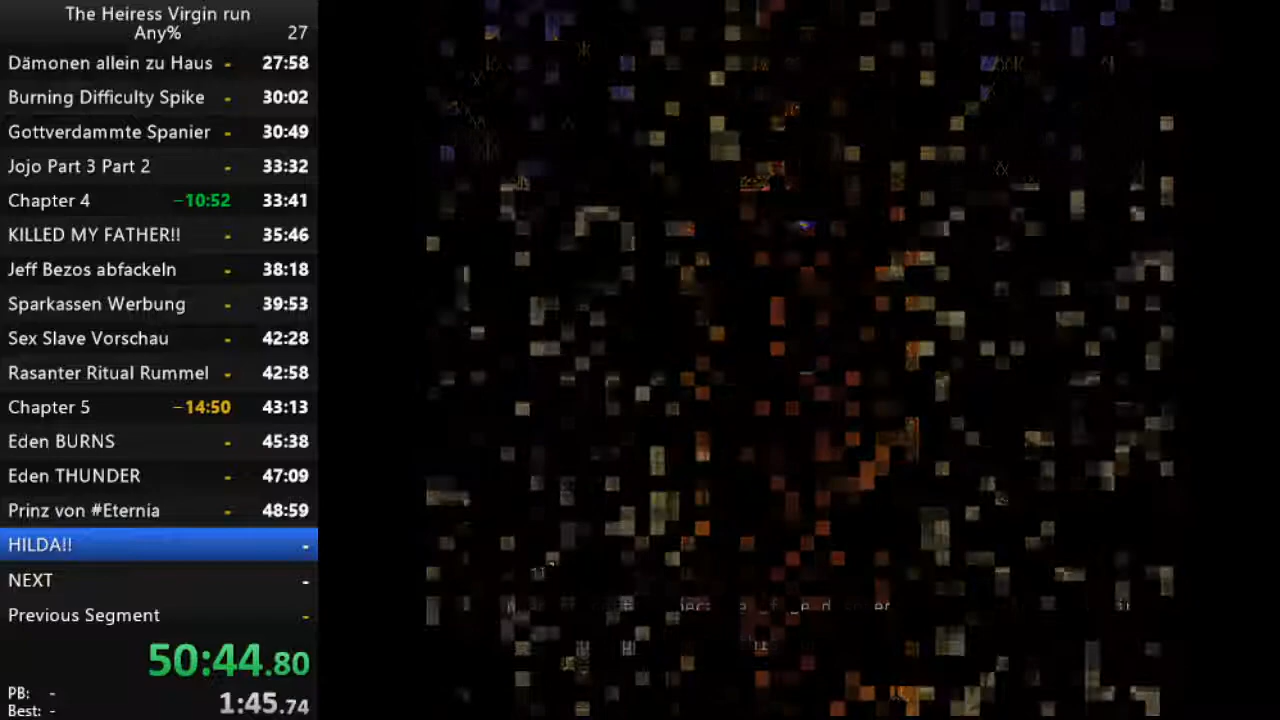 The Heiress Virgin run
Any% 27
Dämonen allein zu Haus - 27:58
Burning Difficulty Spike - 30:02
Gottverdammte Spanier - 30:49
Jojo Part 3 Part 2 - 33:32
Chapter 4 −10:52 33:41
KILLED MY FATHER!! - 35:46
Jeff Bezos abfackeln - 38:18
Sparkassen Werbung - 39:53
Sex Slave Vorschau - 42:28
Rasanter Ritual Rummel - 42:58
Chapter 5 −14:50 43:13
Eden BURNS - 45:38
Eden THUNDER - 47:09
Prinz von #Eternia - 48:59
HILDA!! -
NEXT -
Previous Segment -
50:44.80
PB: -
Best: - 1:45.74